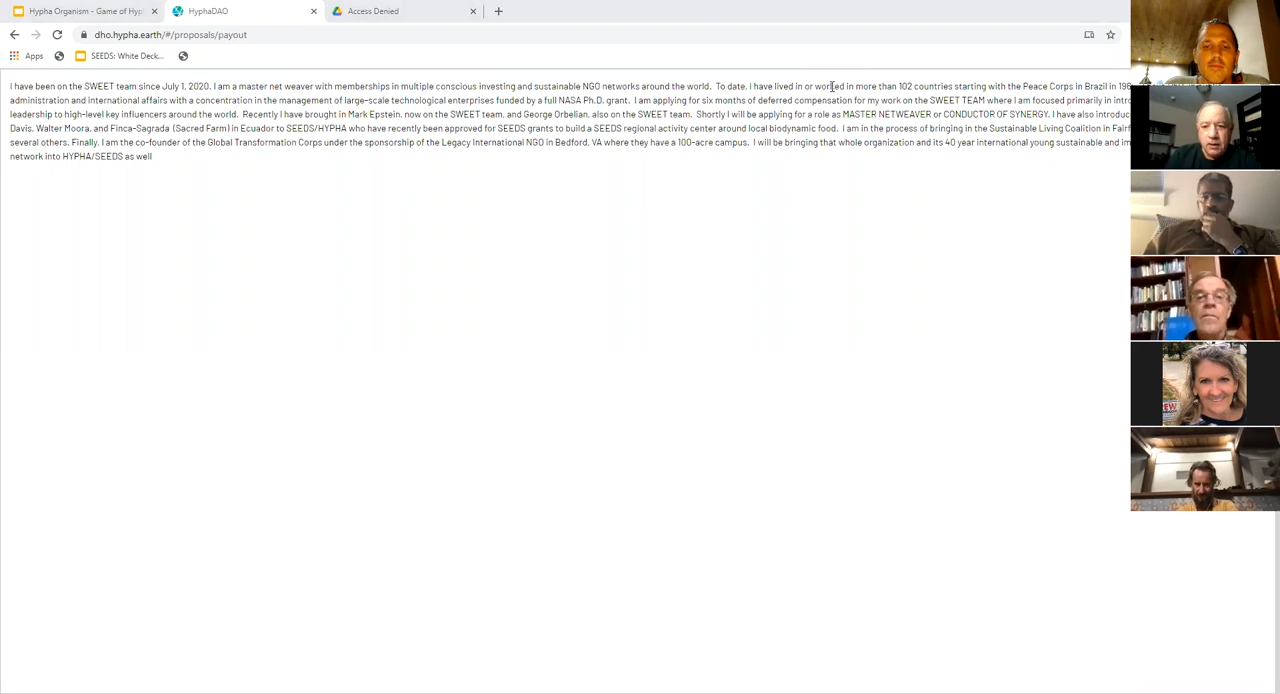 Hypha Organism - Game of Hyp
HyphaDAO
Access Denied
dho.hypha.earth/#/proposals/payout
Apps
SEEDS: White Deck...
I have been on the SWEET team since July 1, 2020. I am a master net weaver with memberships in multiple conscious investing and sustainable NGO networks around the world. To date, I have lived in or worked in more than 102 countries starting with the Peace Corps in Brazil in
administration and international affairs with a concentration in the management of large-scale technological enterprises funded by a full NASA Ph.D. grant. I am applying for six months of deferred compensation for my work on the SWEET TEAM where I am focused primarily in
leadership to high-level key influencers around the world. Recently I have brought in Mark Epstein. now on the SWEET team, and George Orbelian, also on the SWEET team. Shortly I will be applying for a role as MASTER NETWEAVER or CONDUCTOR OF SYNERGY. I have also
Davis, Walter Moora, and Finca-Sagrada (Sacred Farm) in Ecuador to SEEDS/HYPHA who have recently been approved for SEEDS grants to build a SEEDS regional activity center around local biodynamic food. I am in the process of bringing in the Sustainable Living Coalition in
several others. Finally, I am the co-founder of the Global Transformation Corps under the sponsorship of the Legacy International NGO in Bedford, VA where they have a 100-acre campus. I will be bringing that whole organization and its 40 year international young sustainable and
network into HYPHA/SEEDS as well